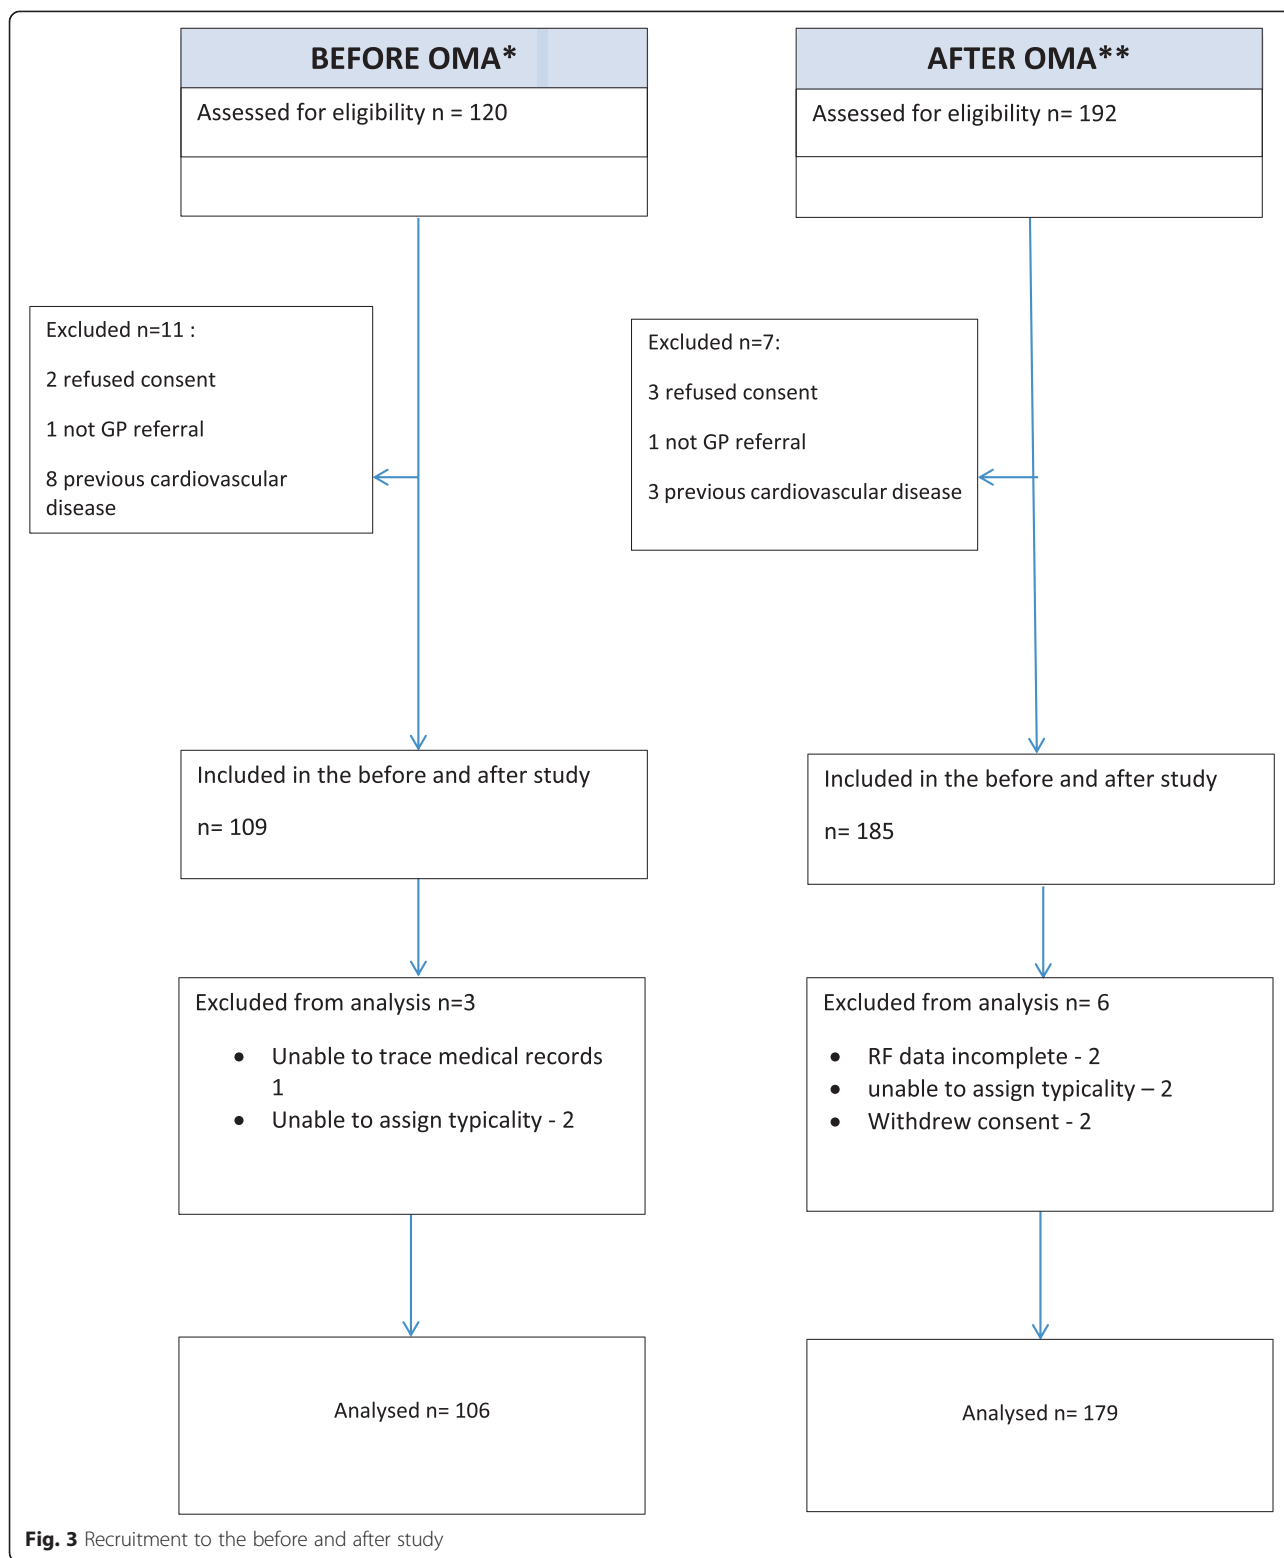 BEFORE OMA*
Assessed for eligibility n = 120
Excluded n=11 :
2 refused consent
1 not GP referral
8 previous cardiovascular
disease
Included in the before and after study
n= 109
Excluded from analysis n=3
• Unable to trace medical records
1
• Unable to assign typicality - 2
Analysed n= 106
AFTER OMA**
Assessed for eligibility n= 192
Excluded n=7:
3 refused consent
1 not GP referral
3 previous cardiovascular disease
Included in the before and after study
n= 185
Excluded from analysis n= 6
• RF data incomplete - 2
• unable to assign typicality – 2
• Withdrew consent - 2
Analysed n= 179
Fig. 3 Recruitment to the before and after study